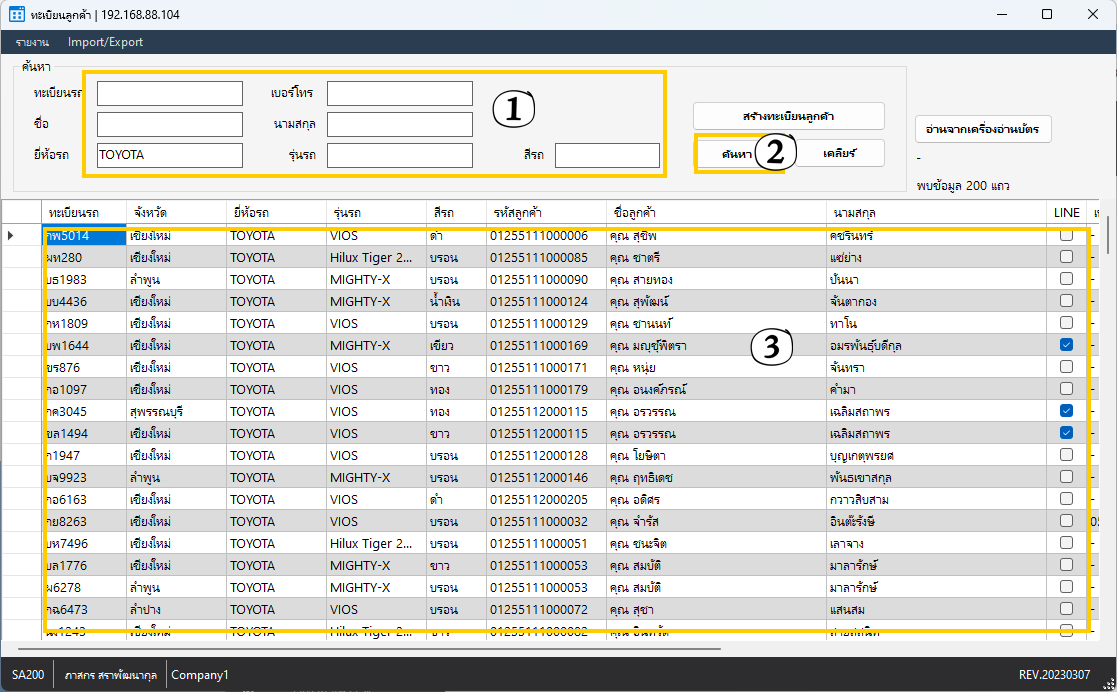 ทะเบียนลูกค้า | 192.168.88.104
รายงาน Import/Export
ค้นหา
ทะเบียนรถ เบอร์โทร
ชื่อ นามสกุล
ยี่ห้อรถ TOYOTA รุ่นรถ สีรถ
1
สร้างทะเบียนลูกค้า
ค้นหา 2 เคลียร์
อ่านจากเครื่องอ่านบัตร
-
พบข้อมูล 200 แถว
ทะเบียนรถ จังหวัด ยี่ห้อรถ รุ่นรถ สีรถ รหัสลูกค้า ชื่อลูกค้า นามสกุล LINE
กพ5014 เชียงใหม่ TOYOTA VIOS ดำ 01255111000006 คุณ สุชีพ คชรินทร์ -
ผท280 เชียงใหม่ TOYOTA Hilux Tiger 2... บรอน 01255111000085 คุณ ชาตรี แซ่ย่าง -
บธ1983 ลำพูน TOYOTA MIGHTY-X บรอน 01255111000090 คุณ สายทอง ปันนา -
บบ4436 เชียงใหม่ TOYOTA MIGHTY-X น้ำเงิน 01255111000124 คุณ สุพัฒน์ จันตากอง -
กห1809 เชียงใหม่ TOYOTA VIOS บรอน 01255111000129 คุณ ชานนท์ ทาโน -
บพ1644 เชียงใหม่ TOYOTA MIGHTY-X เขียว 01255111000169 คุณ มญชุ์พิตรา อมรพันธุ์บดีกุล -
ขร876 เชียงใหม่ TOYOTA VIOS ขาว 01255111000171 คุณ หนุ่ย จันทรา -
กอ1097 เชียงใหม่ TOYOTA VIOS ทอง 01255111000179 คุณ อนงค์ภรณ์ คำมา -
กค3045 สุพรรณบุรี TOYOTA VIOS ทอง 01255112000115 คุณ อรวรรณ เฉลิมสถาพร -
ขล1494 เชียงใหม่ TOYOTA VIOS ขาว 01255112000115 คุณ อรวรรณ เฉลิมสถาพร -
ก1947 เชียงใหม่ TOYOTA VIOS บรอน 01255112000128 คุณ โยษิตา บุญเกตุพรยศ -
บจ9923 ลำพูน TOYOTA MIGHTY-X บรอน 01255112000146 คุณ ฤทธิเดช พันธเขาสกุล -
กอ6163 เชียงใหม่ TOYOTA VIOS ดำ 01255112000205 คุณ อดิศร กวาวสิบสาม -
กย8263 เชียงใหม่ TOYOTA VIOS บรอน 01255111000032 คุณ จำรัส อินต๊ะรังษี
บห7496 เชียงใหม่ TOYOTA Hilux Tiger 2... บรอน 01255111000051 คุณ ชนะจิต เลาจาง -
บล1776 เชียงใหม่ TOYOTA MIGHTY-X ขาว 01255111000053 คุณ สมบัติ มาลารักษ์ -
ผ6278 ลำพูน TOYOTA MIGHTY-X บรอน 01255111000053 คุณ สมบัติ มาลารักษ์ -
กฉ6473 ลำปาง TOYOTA VIOS บรอน 01255111000072 คุณ สุชา แสนสม -
3
SA200 ภาสกร สราพัฒนากุล Company1 REV.20230307